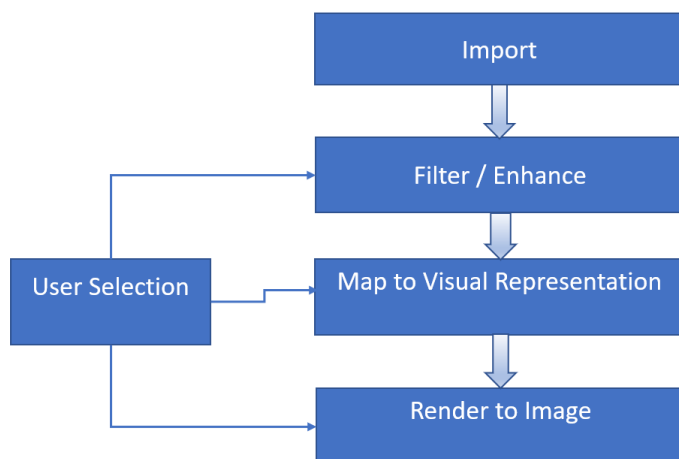 Import
Filter / Enhance
User Selection
Map to Visual Representation
Render to Image